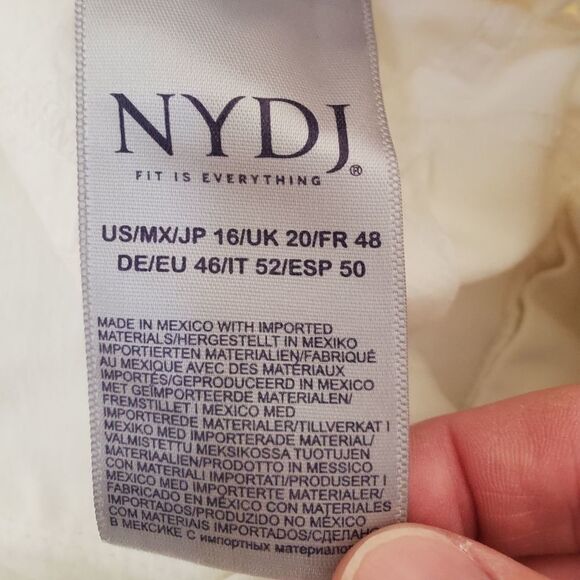 NYDJ®
FIT IS EVERYTHING
US/MX/JP 16/UK 20/FR 48
DE/EU 46/IT 52/ESP 50
MADE IN MEXICO WITH IMPORTED
MATERIALS/HERGESTELLT IN MEXIKO
IMPORTIERTEN MATERIALIEN/FABRIQUÉ
AU MEXIQUE AVEC DES MATÉRIAUX
IMPORTÉS/GEPRODUCEERD IN MEXICO
MET GEÏMPORTEERDE MATERIALEN/
FREMSTILLET I MEXICO MED
IMPORTEREDE MATERIALER/TILLVERKAT I
MEXIKO MED IMPORTERADE MATERIAL/
VALMISTETTU MEKSIKOSSA TUOTUJEN
MATERIAALIEN/PRODOTTO IN MESSICO
CON MATERIALI IMPORTATI/PRODUSERT I
MEXICO MED IMPORTERTE MATERIALER/
FABRICADO EN MÉXICO CON MATERIALES
IMPORTADOS/PRODUZIDO NO MÉXICO
COM MATERIAIS IMPORTADOS/СДЕЛАНО
В МЕКСИКЕ С импортных материалов